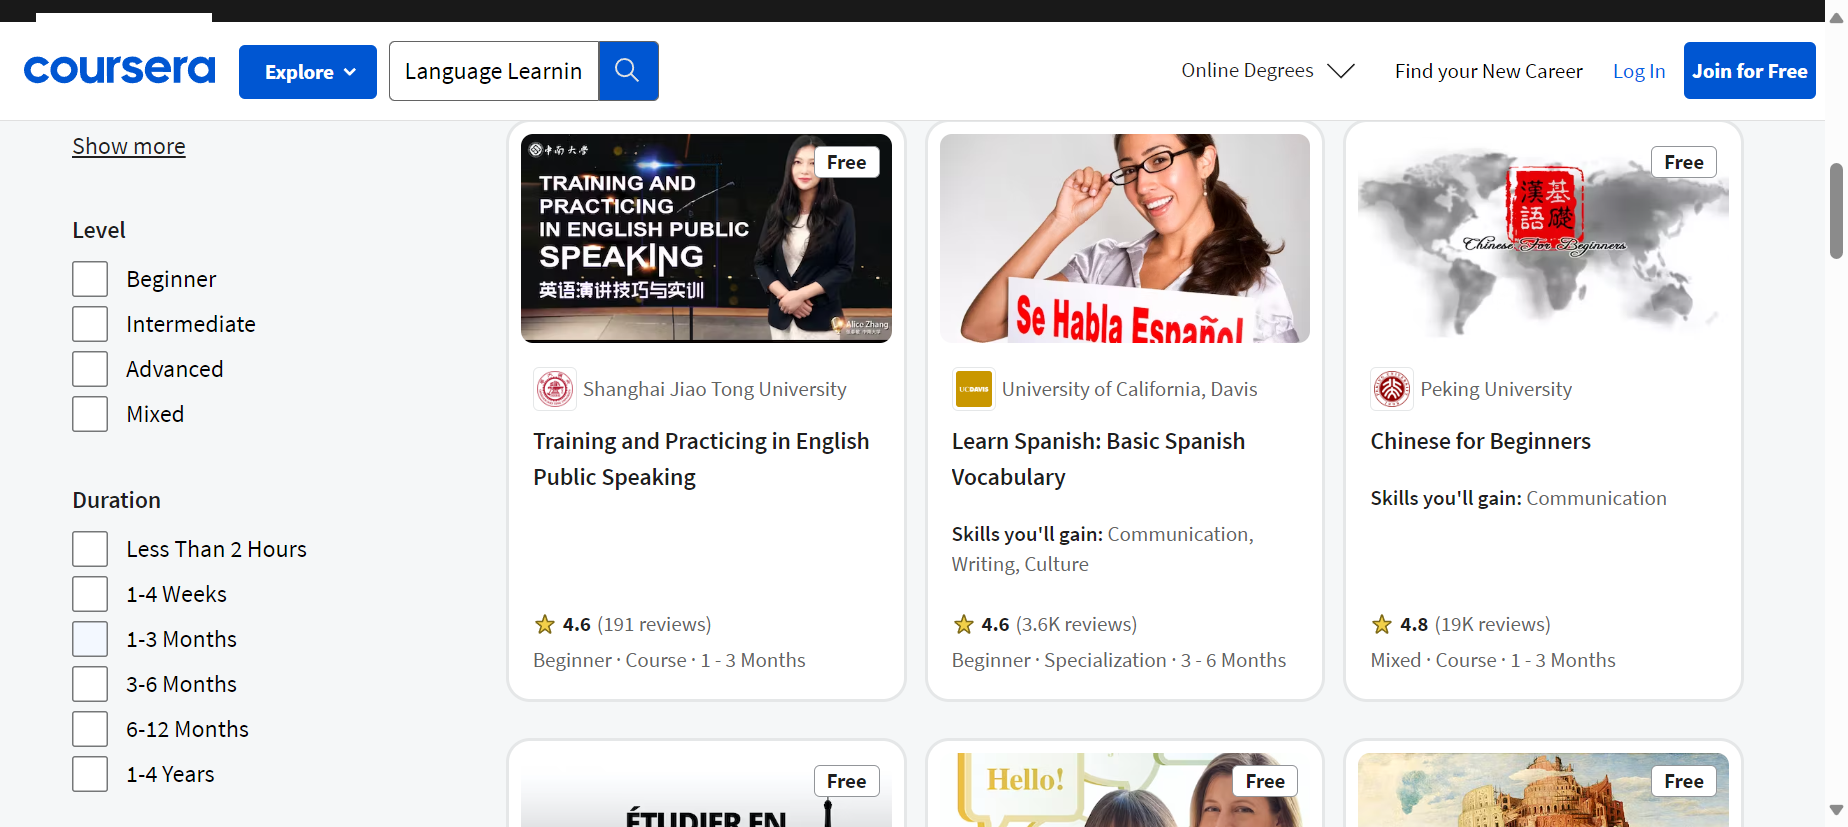 coursera
Explore
Language Learnin
Online Degrees
Find your New Career
Log In
Join for Free
Show more
Level
Beginner
Intermediate
Advanced
Mixed
Duration
Less Than 2 Hours
1-4 Weeks
1-3 Months
3-6 Months
6-12 Months
1-4 Years
中南大学
Free
TRAINING AND
PRACTICING
IN ENGLISH PUBLIC
SPEAKING
英语演讲技巧与实训
Alice Zhang
Shanghai Jiao Tong University
Training and Practicing in English
Public Speaking
4.6 (191 reviews)
Beginner · Course · 1 - 3 Months
Se Habla Español
UCDAVIS
University of California, Davis
Learn Spanish: Basic Spanish
Vocabulary
Skills you'll gain: Communication,
Writing, Culture
4.6 (3.6K reviews)
Beginner · Specialization · 3 - 6 Months
Free
漢基
語礎
Chinese For Beginners
Peking University
Chinese for Beginners
Skills you'll gain: Communication
4.8 (19K reviews)
Mixed · Course · 1 - 3 Months
Free
ÉTUDIER EN
Hello!
Free
Free